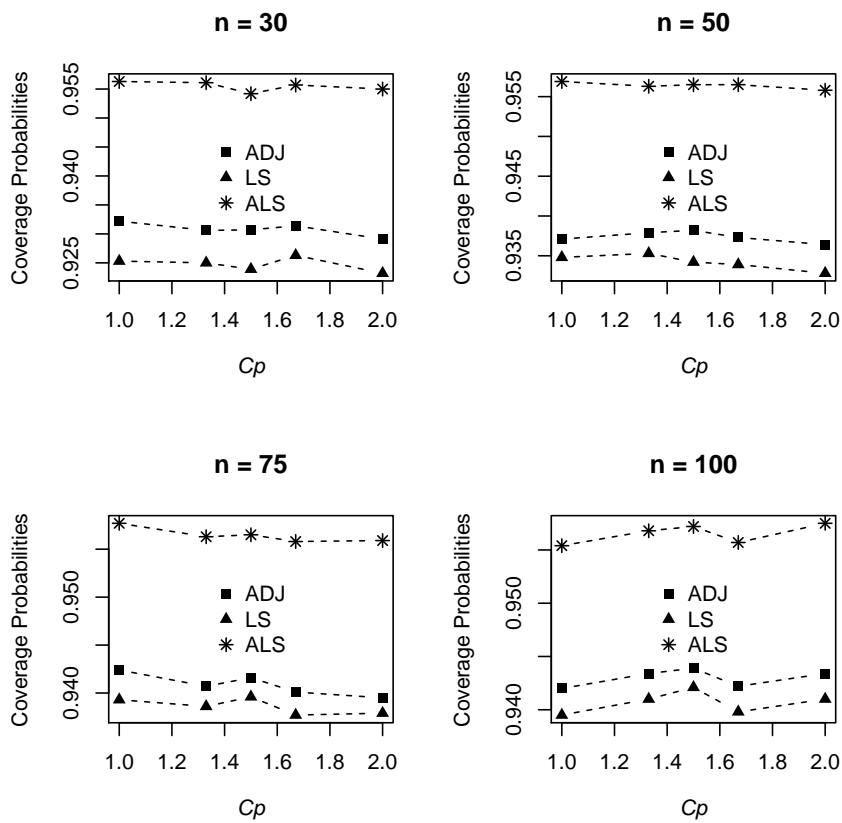 n = 30
Coverage Probabilities
0.925 0.940 0.955
ADJ
LS
ALS
1.0 1.2 1.4 1.6 1.8 2.0
Cp
n = 50
Coverage Probabilities
0.935 0.945 0.955
ADJ
LS
ALS
1.0 1.2 1.4 1.6 1.8 2.0
Cp
n = 75
Coverage Probabilities
0.940 0.950
ADJ
LS
ALS
1.0 1.2 1.4 1.6 1.8 2.0
Cp
n = 100
Coverage Probabilities
0.940 0.950
ADJ
LS
ALS
1.0 1.2 1.4 1.6 1.8 2.0
Cp